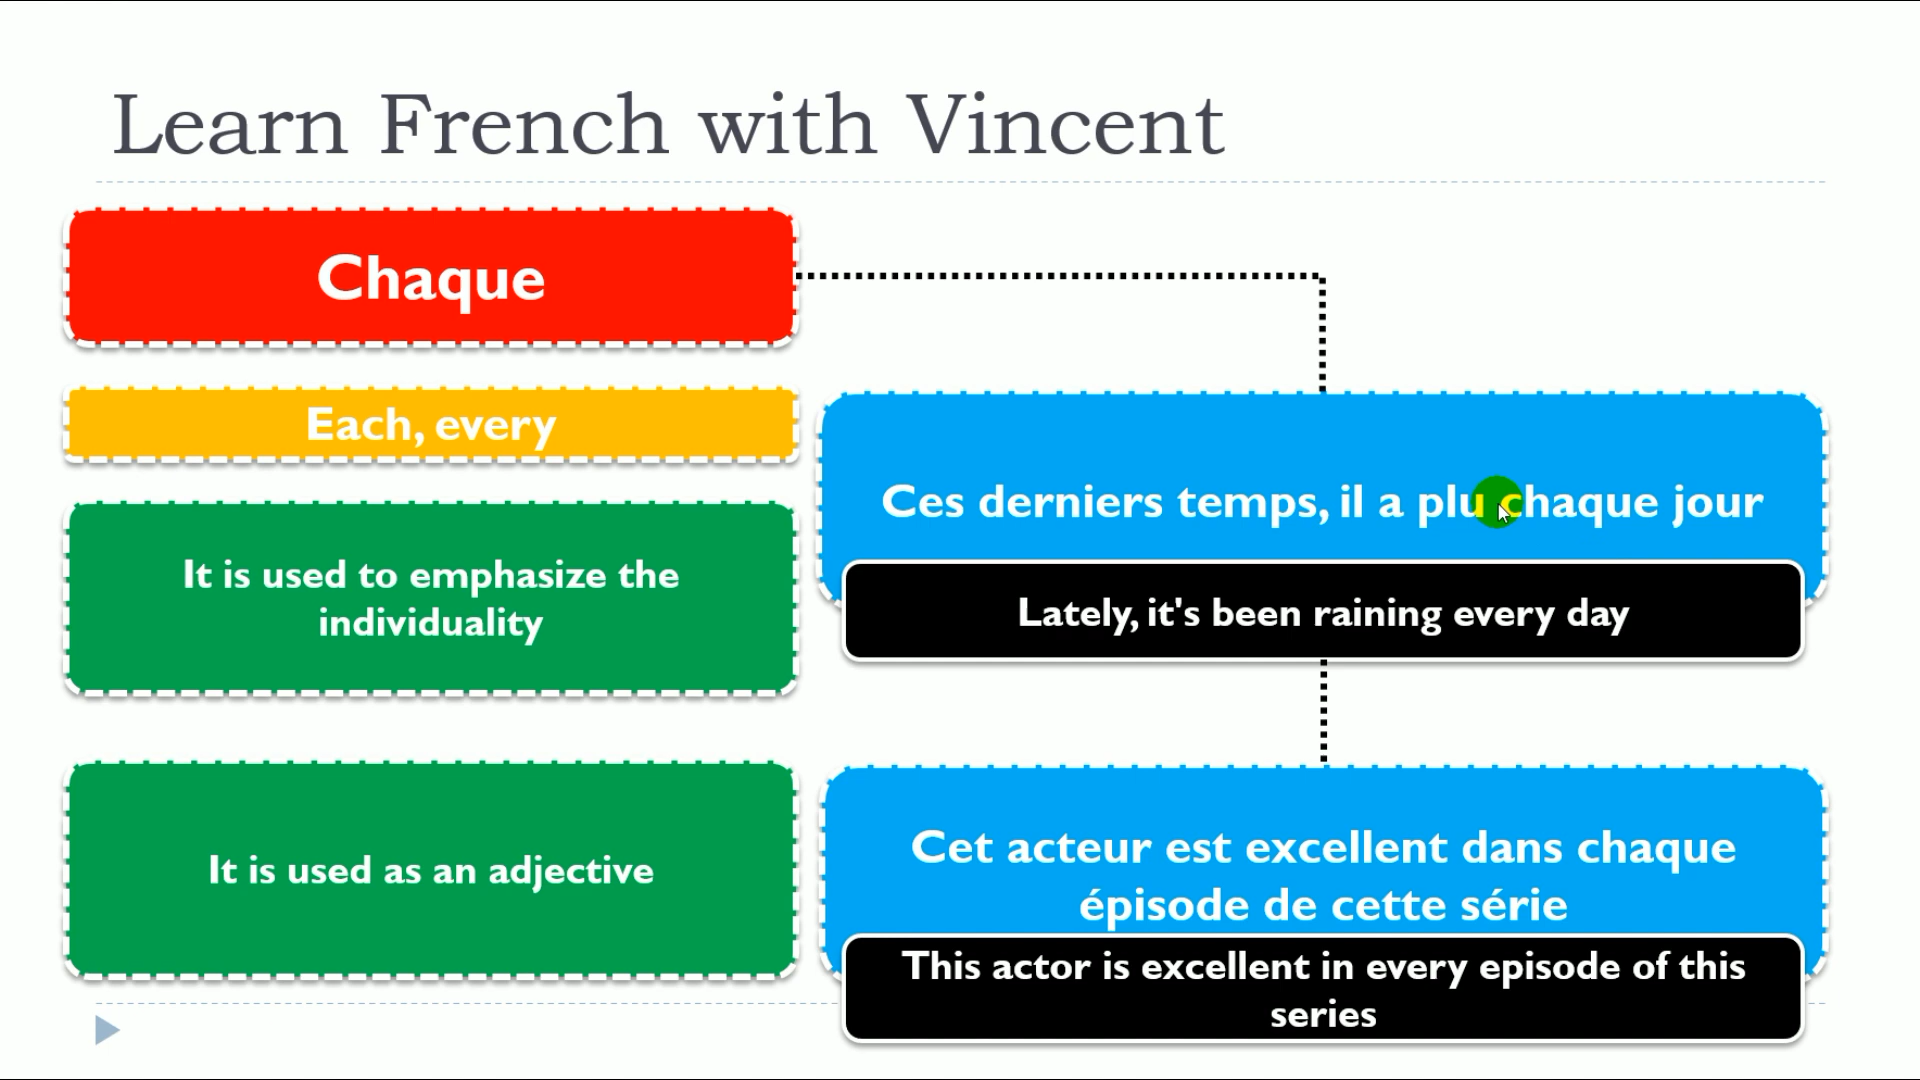 Learn French with Vincent
Chaque
Each, every
It is used to emphasize the
individuality
It is used as an adjective
Ces derniers temps, il a plu chaque jour
Lately, it's been raining every day
Cet acteur est excellent dans chaque
épisode de cette série
This actor is excellent in every episode of this
series